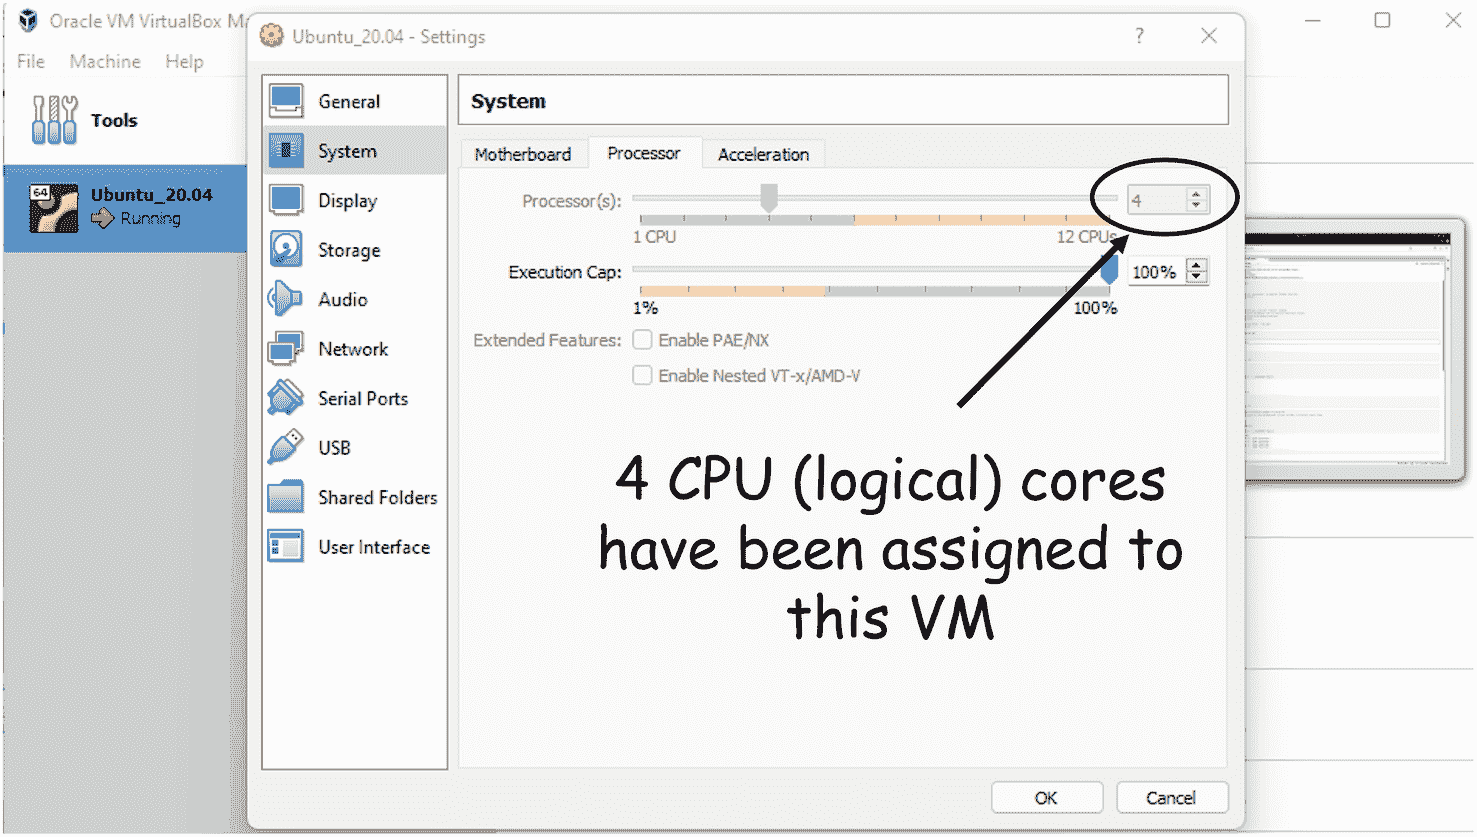 Oracle VM VirtualBox Ma
File Machine Help
Tools
64
Ubuntu_20.04
Running
Ubuntu_20.04 - Settings
?
General
System
Display
Storage
Audio
Network
Serial Ports
USB
Shared Folders
User Interface
System
Motherboard Processor Acceleration
Processor(s): 4
1 CPU 12 CPUs
Execution Cap: 100%
1% 100%
Extended Features: Enable PAE/NX
Enable Nested VT-x/AMD-V
4 CPU (logical) cores
have been assigned to
this VM
OK Cancel